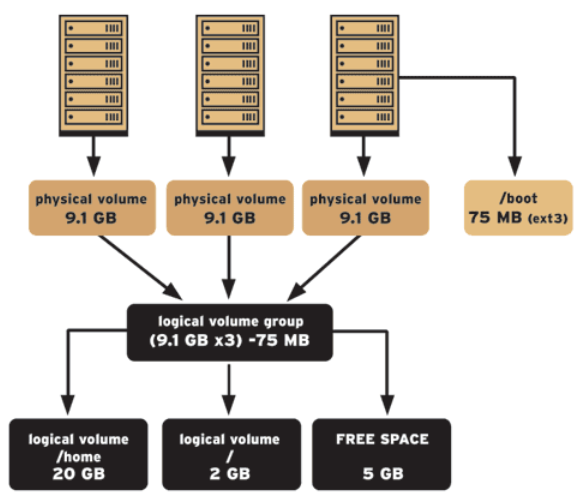 physical volume
9.1 GB
physical volume
9.1 GB
physical volume
9.1 GB
/boot
75 MB (ext3)
logical volume group
(9.1 GB x3) -75 MB
logical volume
/home
20 GB
logical volume
/
2 GB
FREE SPACE
5 GB